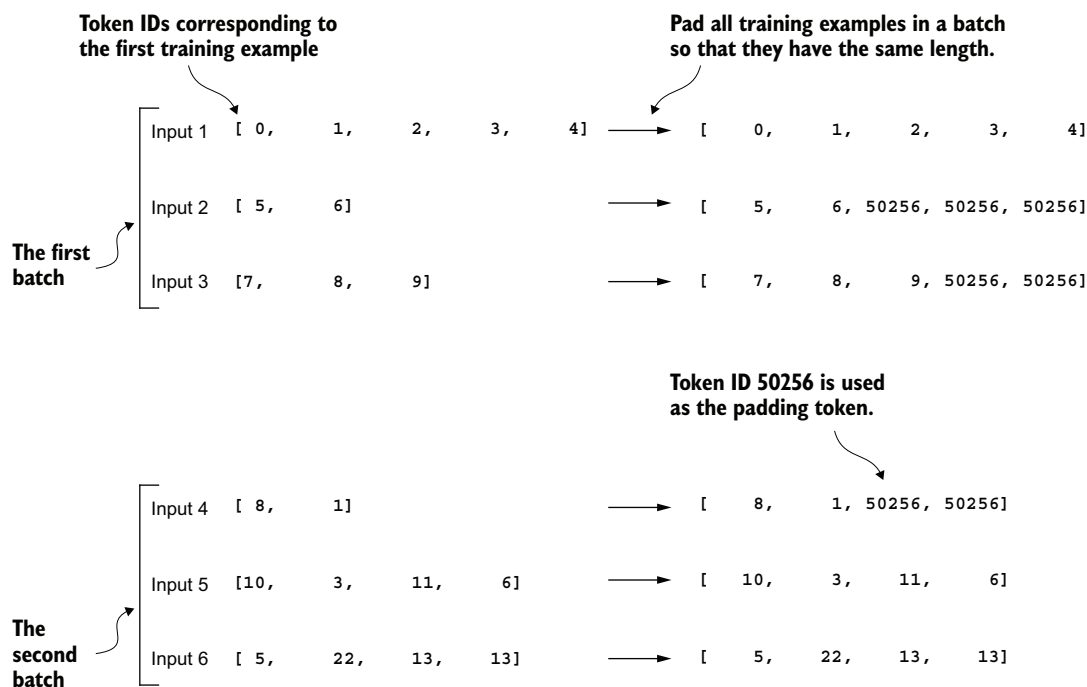 Token IDs corresponding to
the first training example
Pad all training examples in a batch
so that they have the same length.
Input 1 [ 0, 1, 2, 3, 4] [ 0, 1, 2, 3, 4]
Input 2 [ 5, 6] [ 5, 6, 50256, 50256, 50256]
The first
batch
Input 3 [7, 8, 9] [ 7, 8, 9, 50256, 50256]
Token ID 50256 is used
as the padding token.
Input 4 [ 8, 1] [ 8, 1, 50256, 50256]
Input 5 [10, 3, 11, 6] [ 10, 3, 11, 6]
The
second
batch
Input 6 [ 5, 22, 13, 13] [ 5, 22, 13, 13]